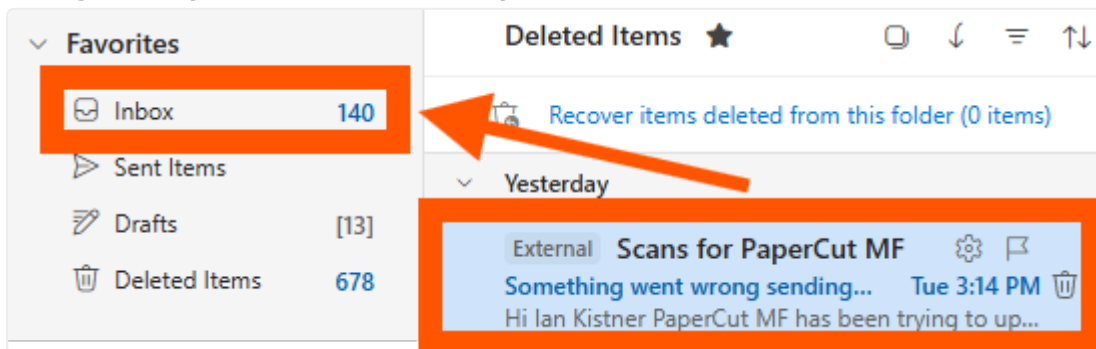 Favorites
Inbox 140
Sent Items
Drafts [13]
Deleted Items 678
Deleted Items
Recover items deleted from this folder (0 items)
Yesterday
External Scans for PaperCut MF
Something went wrong sending... Tue 3:14 PM
Hi Ian Kistner PaperCut MF has been trying to up...